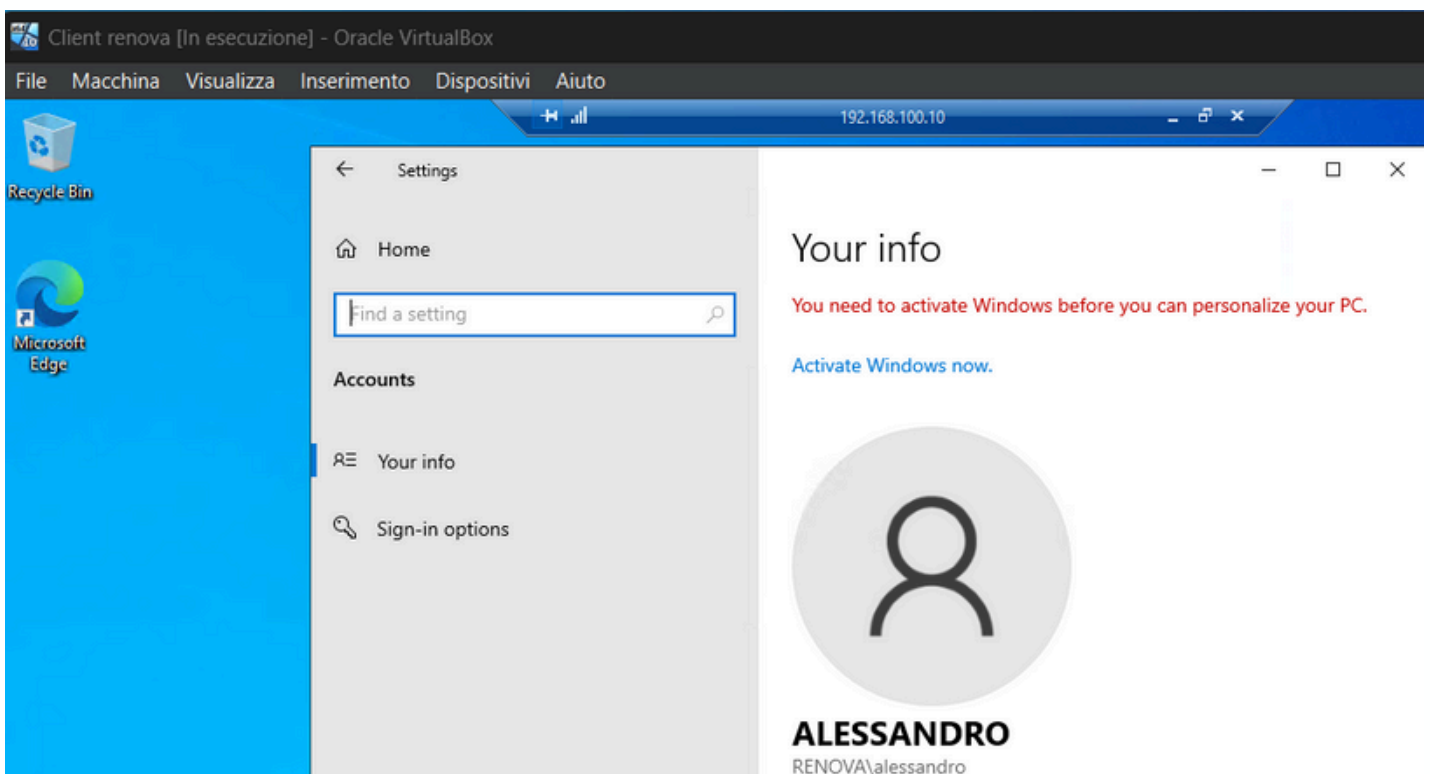 Client renova [In esecuzione] - Oracle VirtualBox
File Macchina Visualizza Inserimento Dispositivi Aiuto
192.168.100.10
Recycle Bin
Microsoft
Edge
Settings
Home
Find a setting
Accounts
Your info
Sign-in options
Your info
You need to activate Windows before you can personalize your PC.
Activate Windows now.
ALESSANDRO
RENOVA\alessandro